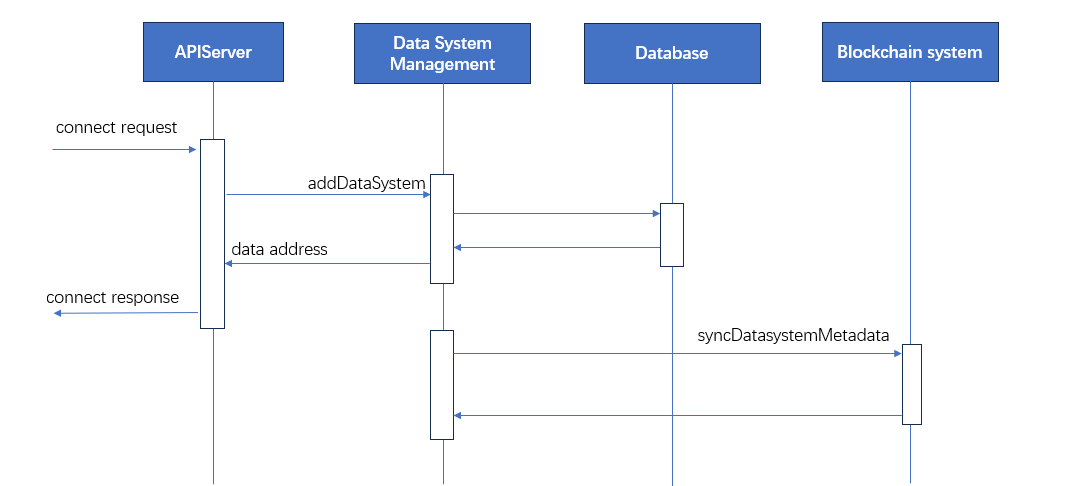 APIServer
Data System
Management
Database
Blockchain system
connect request
addDataSystem
data address
connect response
syncDatasystemMetadata